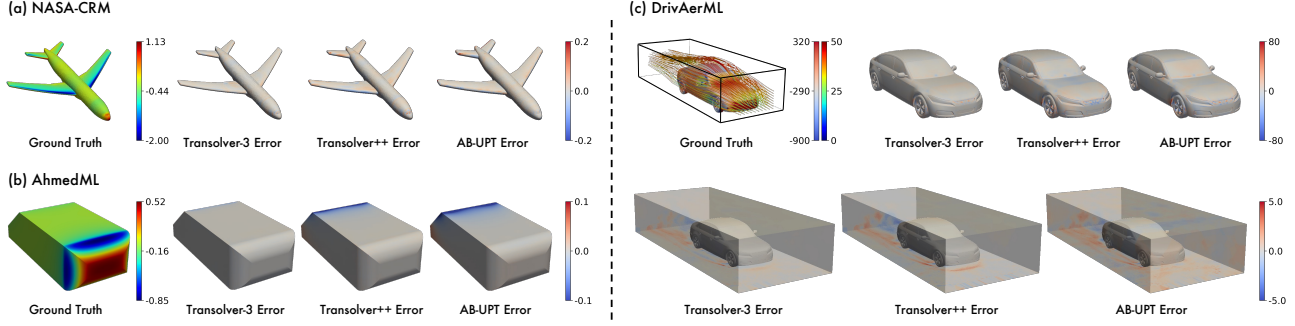 (a) NASA-CRM
1.13
-0.44
-2.00
0.2
0.0
-0.2
Ground Truth
Transolver-3 Error
Transolver++ Error
AB-UPT Error
(b) AhmedML
0.52
-0.16
-0.85
0.1
0.0
-0.1
Ground Truth
Transolver-3 Error
Transolver++ Error
AB-UPT Error
(c) DrivAerML
320
50
-290
25
-900
0
80
0
-80
Ground Truth
Transolver-3 Error
Transolver++ Error
AB-UPT Error
5.0
0.0
-5.0
Transolver-3 Error
Transolver++ Error
AB-UPT Error